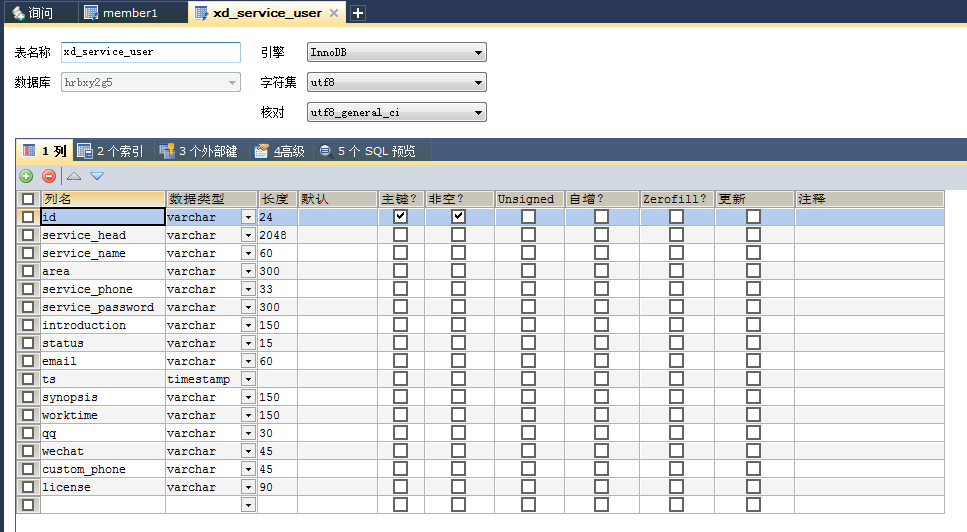 询问 member1 xd_service_user
表名称 xd_service_user 引擎 InnoDB
数据库 hrbxy2g5 字符集 utf8
核对 utf8_general_ci
1 列 2 个索引 3 个外部键 4高级 5 个 SQL 预览
列名 数据类型 长度 默认 主键? 非空? Unsigned 自增? Zerofill? 更新 注释
id varchar 24
service_head varchar 2048
service_name varchar 60
area varchar 300
service_phone varchar 33
service_password varchar 300
introduction varchar 150
status varchar 15
email varchar 60
ts timestamp
synopsis varchar 150
worktime varchar 150
qq varchar 30
wechat varchar 45
custom_phone varchar 45
license varchar 90